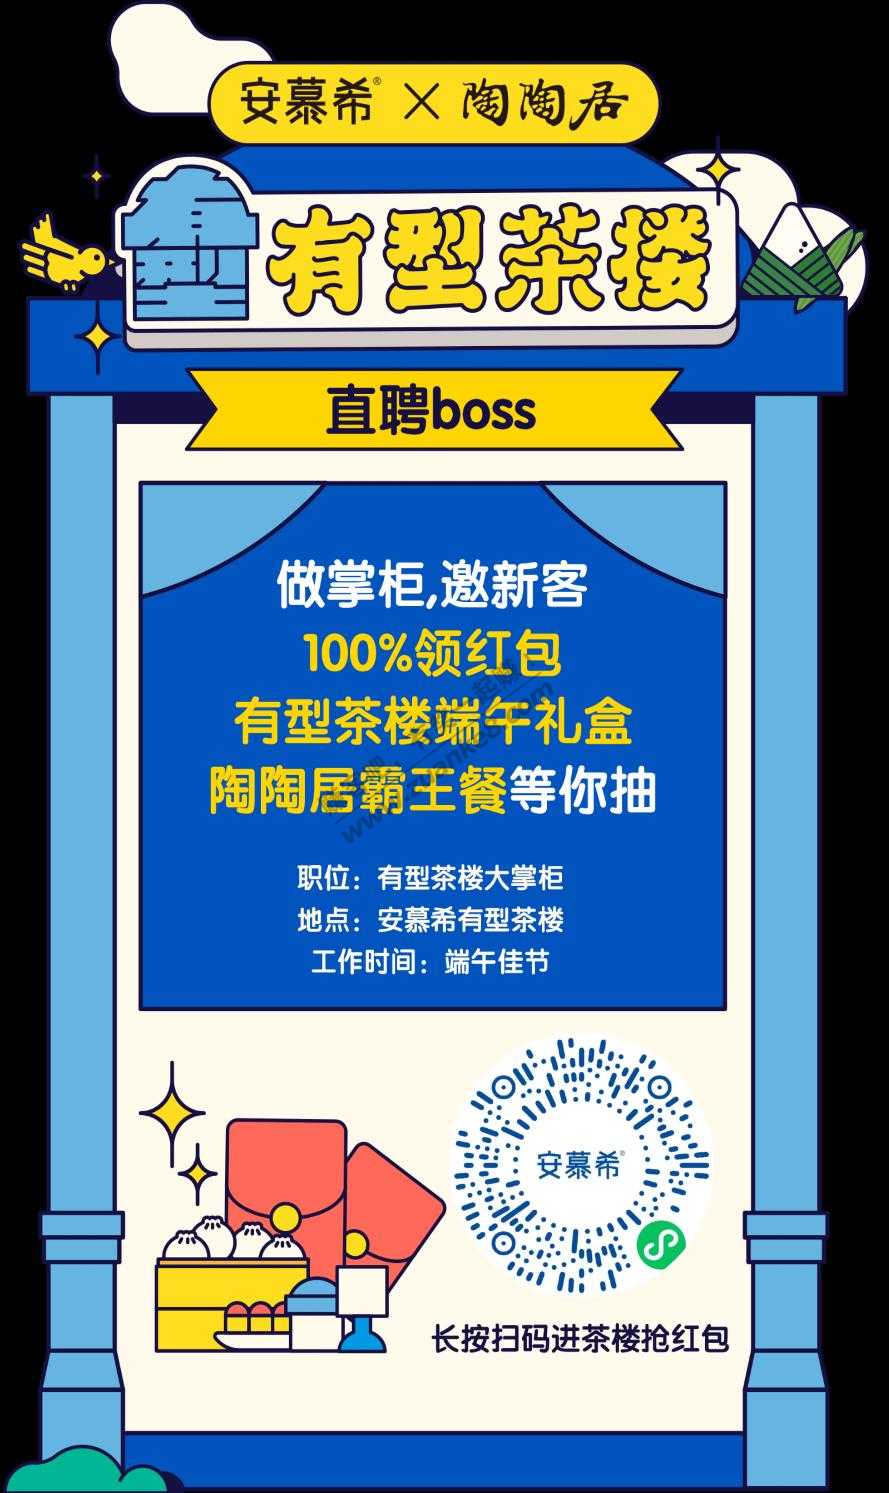 安慕希® × 陶陶居
有型茶楼
直聘boss
做掌柜,邀新客
100%领红包
有型茶楼端午礼盒
陶陶居霸王餐等你抽
职位：有型茶楼大掌柜
地点：安慕希有型茶楼
工作时间：端午佳节
安慕希®
长按扫码进茶楼抢红包